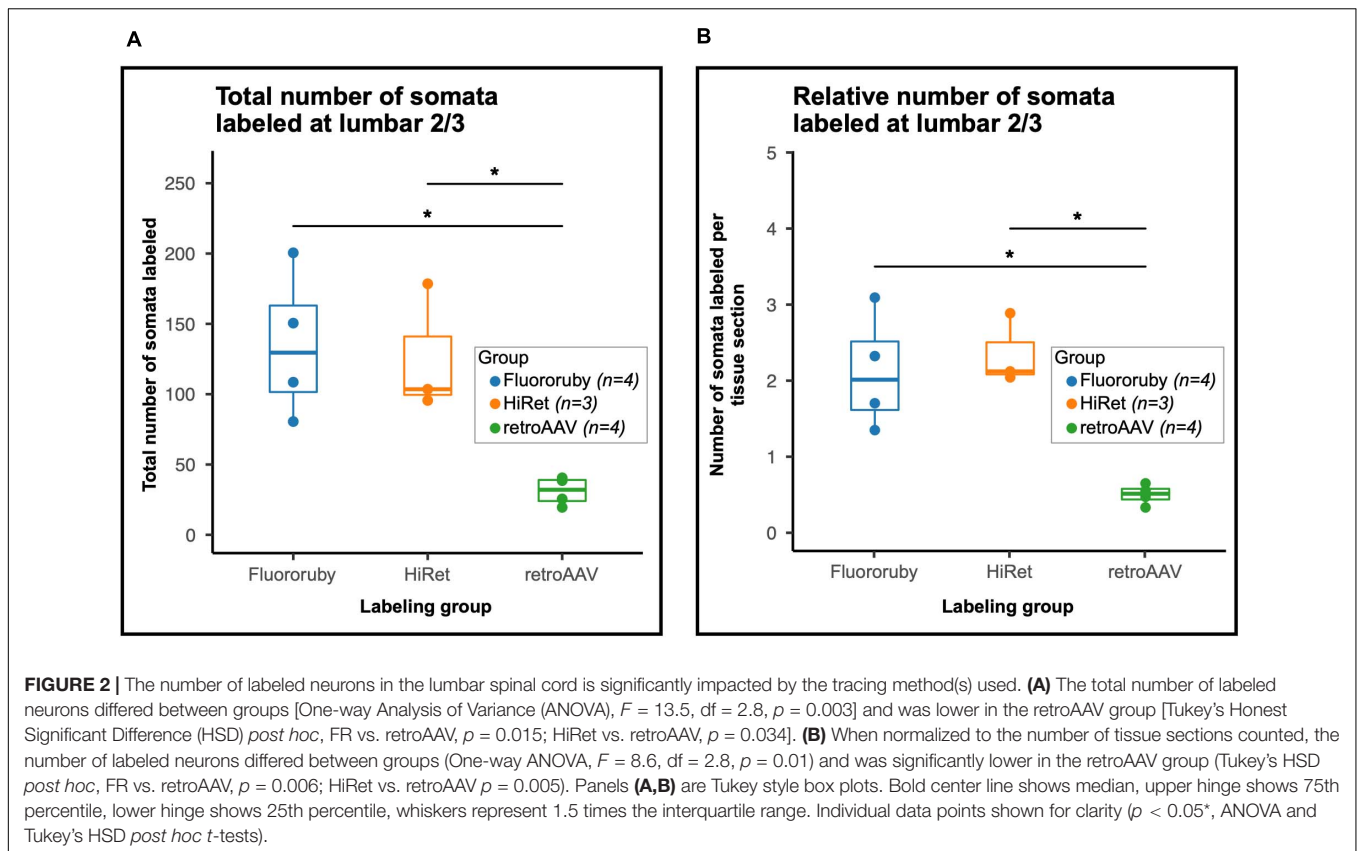 A
Total number of somata
labeled at lumbar 2/3
Total number of somata labeled
250
200
150
100
50
0
*
*
Group
Fluororuby (n=4)
HiRet (n=3)
retroAAV (n=4)
Fluororuby HiRet retroAAV
Labeling group
B
Relative number of somata
labeled at lumbar 2/3
Number of somata labeled per
tissue section
5
4
3
2
1
0
*
*
Group
Fluororuby (n=4)
HiRet (n=3)
retroAAV (n=4)
Fluororuby HiRet retroAAV
Labeling group
FIGURE 2 | The number of labeled neurons in the lumbar spinal cord is significantly impacted by the tracing method(s) used. (A) The total number of labeled
neurons differed between groups [One-way Analysis of Variance (ANOVA), F = 13.5, df = 2.8, p = 0.003] and was lower in the retroAAV group [Tukey's Honest
Significant Difference (HSD) post hoc, FR vs. retroAAV, p = 0.015; HiRet vs. retroAAV, p = 0.034]. (B) When normalized to the number of tissue sections counted, the
number of labeled neurons differed between groups (One-way ANOVA, F = 8.6, df = 2.8, p = 0.01) and was significantly lower in the retroAAV group (Tukey's HSD
post hoc, FR vs. retroAAV, p = 0.006; HiRet vs. retroAAV p = 0.005). Panels (A,B) are Tukey style box plots. Bold center line shows median, upper hinge shows 75th
percentile, lower hinge shows 25th percentile, whiskers represent 1.5 times the interquartile range. Individual data points shown for clarity (p < 0.05*, ANOVA and
Tukey's HSD post hoc t-tests).